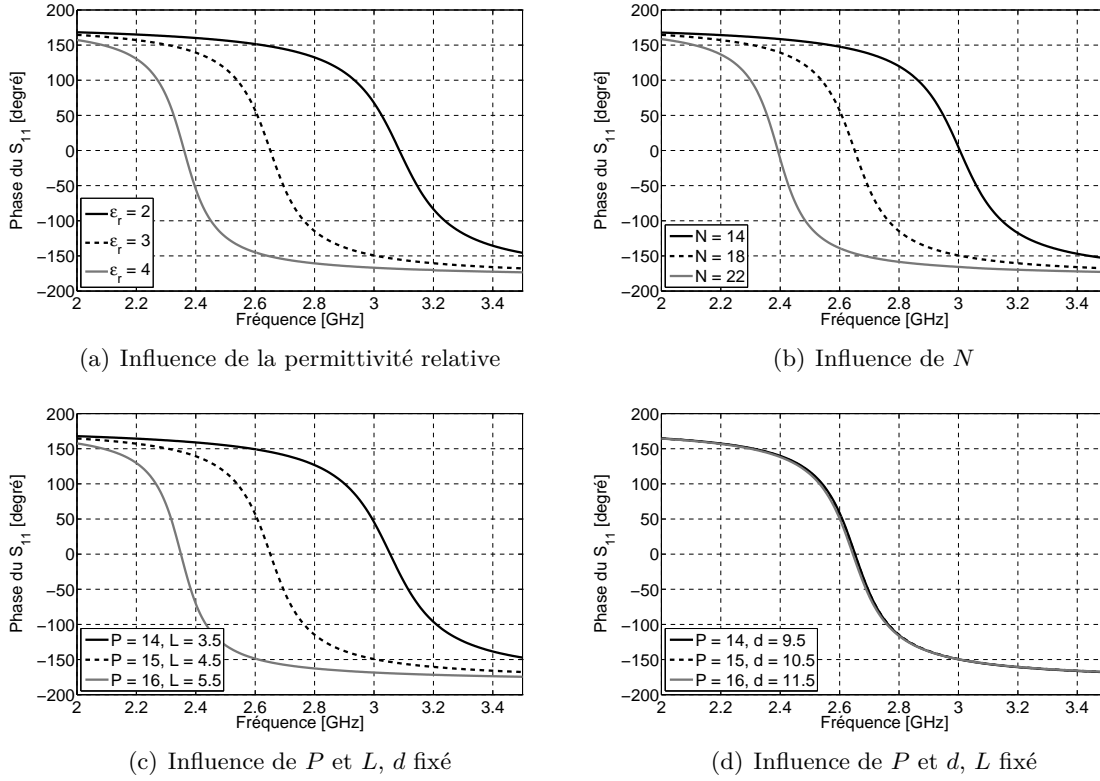 200
150
100
50
0
−50
−100
−150
−200
Phase du S11 [degré]
εr = 2
εr = 3
εr = 4
2 2.2 2.4 2.6 2.8 3 3.2 3.4
Fréquence [GHz]
(a) Influence de la permittivité relative
200
150
100
50
0
−50
−100
−150
−200
Phase du S11 [degré]
N = 14
N = 18
N = 22
2 2.2 2.4 2.6 2.8 3 3.2 3.4
Fréquence [GHz]
(b) Influence de N
200
150
100
50
0
−50
−100
−150
−200
Phase du S11 [degré]
P = 14, L = 3.5
P = 15, L = 4.5
P = 16, L = 5.5
2 2.2 2.4 2.6 2.8 3 3.2 3.4
Fréquence [GHz]
(c) Influence de P et L, d fixé
200
150
100
50
0
−50
−100
−150
−200
Phase du S11 [degré]
P = 14, d = 9.5
P = 15, d = 10.5
P = 16, d = 11.5
2 2.2 2.4 2.6 2.8 3 3.2 3.4
Fréquence [GHz]
(d) Influence de P et d, L fixé